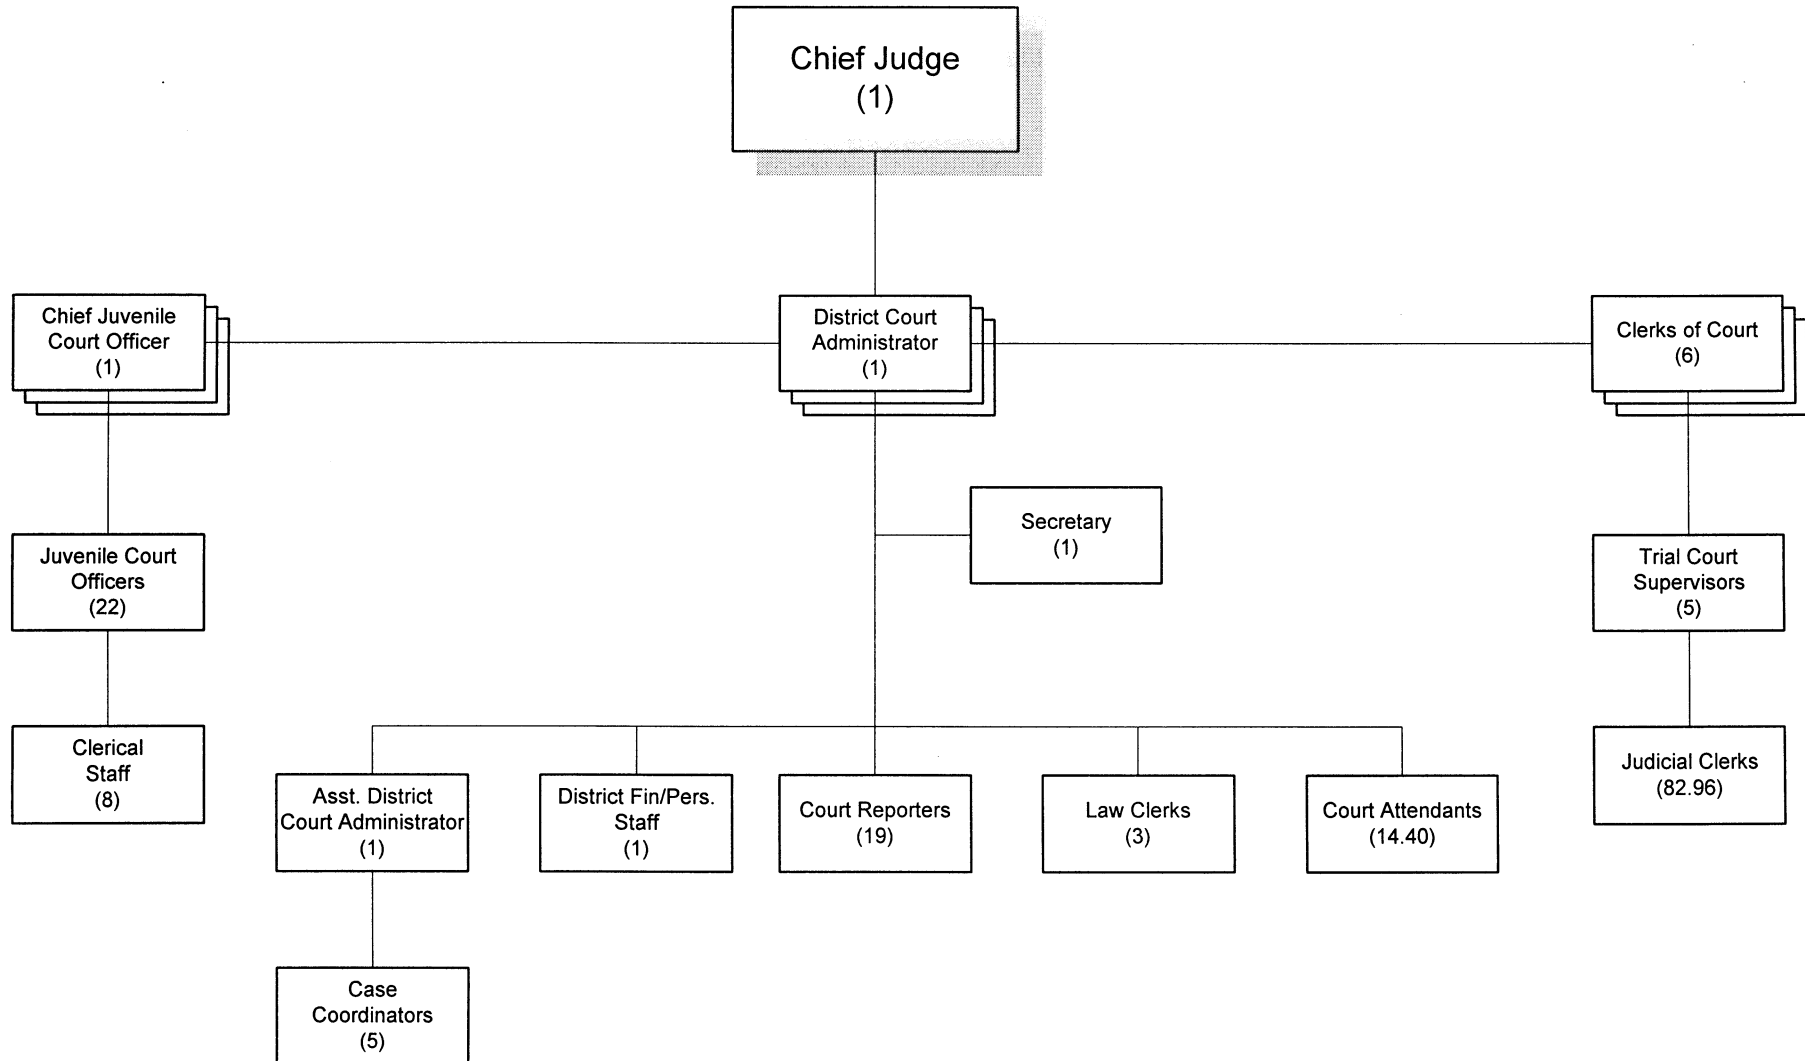 Chief Judge
(1)
Chief Juvenile
Court Officer
(1)
District Court
Administrator
(1)
Clerks of Court
(6)
Secretary
(1)
Juvenile Court
Officers
(22)
Trial Court
Supervisors
(5)
Clerical
Staff
(8)
Asst. District
Court Administrator
(1)
District Fin/Pers.
Staff
(1)
Court Reporters
(19)
Law Clerks
(3)
Court Attendants
(14.40)
Judicial Clerks
(82.96)
Case
Coordinators
(5)